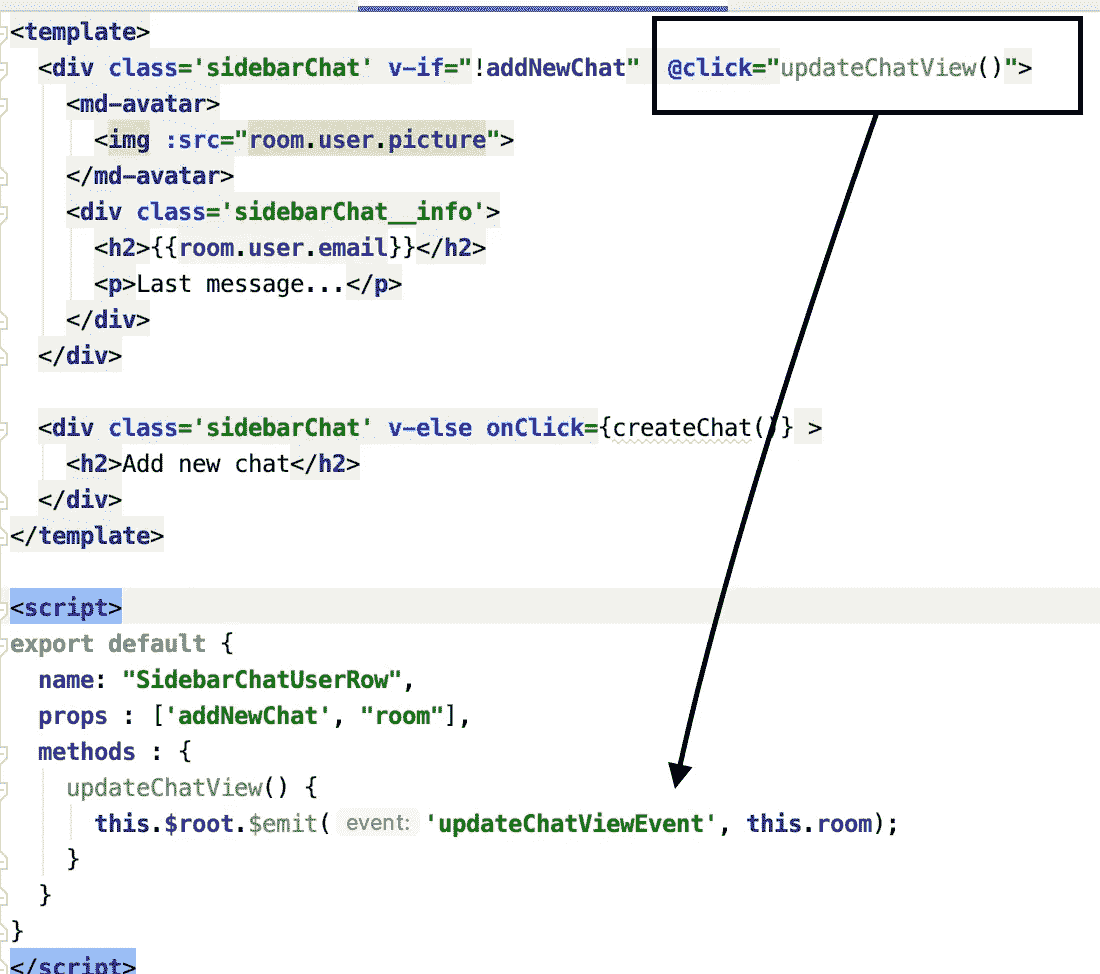 <template>
<div class='sidebarChat' v-if="!addNewChat" @click="updateChatView()">
<md-avatar>
<img :src="room.user.picture">
</md-avatar>
<div class='sidebarChat__info'>
<h2>{{room.user.email}}</h2>
<p>Last message...</p>
</div>
</div>
<div class='sidebarChat' v-else onClick={createChat()} >
<h2>Add new chat</h2>
</div>
</template>
<script>
export default {
name: "SidebarChatUserRow",
props : ['addNewChat', "room"],
methods : {
updateChatView() {
this.$root.$emit( event: 'updateChatViewEvent', this.room);
}
}
}
</script>